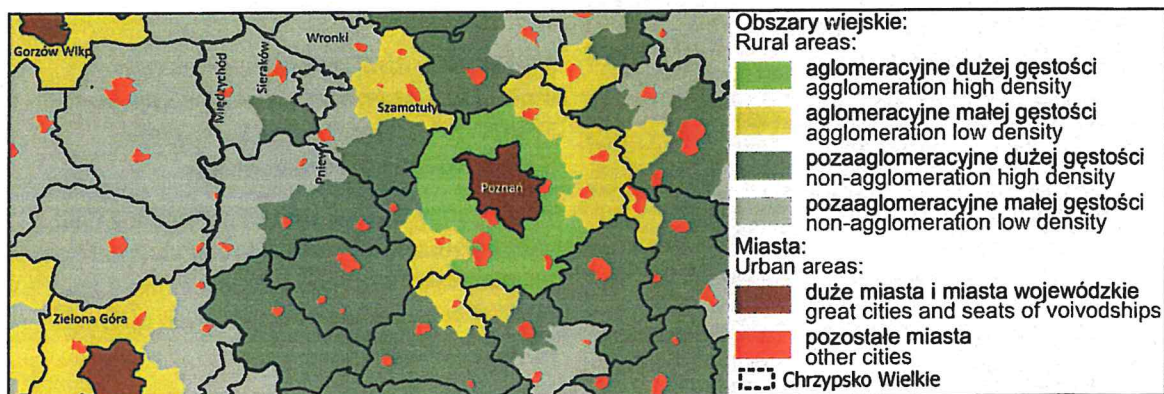 Gorzów Wlkp
Międzychód
Sieraków
Wronki
Szamotuły
Pniewy
Poznań
Zielona Góra
Obszary wiejskie:
Rural areas:
aglomeracyjne dużej gęstości
agglomeration high density
aglomeracyjne małej gęstości
agglomeration low density
pozaaglomeracyjne dużej gęstości
non-agglomeration high density
pozaaglomeracyjne małej gęstości
non-agglomeration low density
Miasta:
Urban areas:
duże miasta i miasta wojewódzkie
great cities and seats of voivodships
pozostałe miasta
other cities
Chrzypsko Wielkie